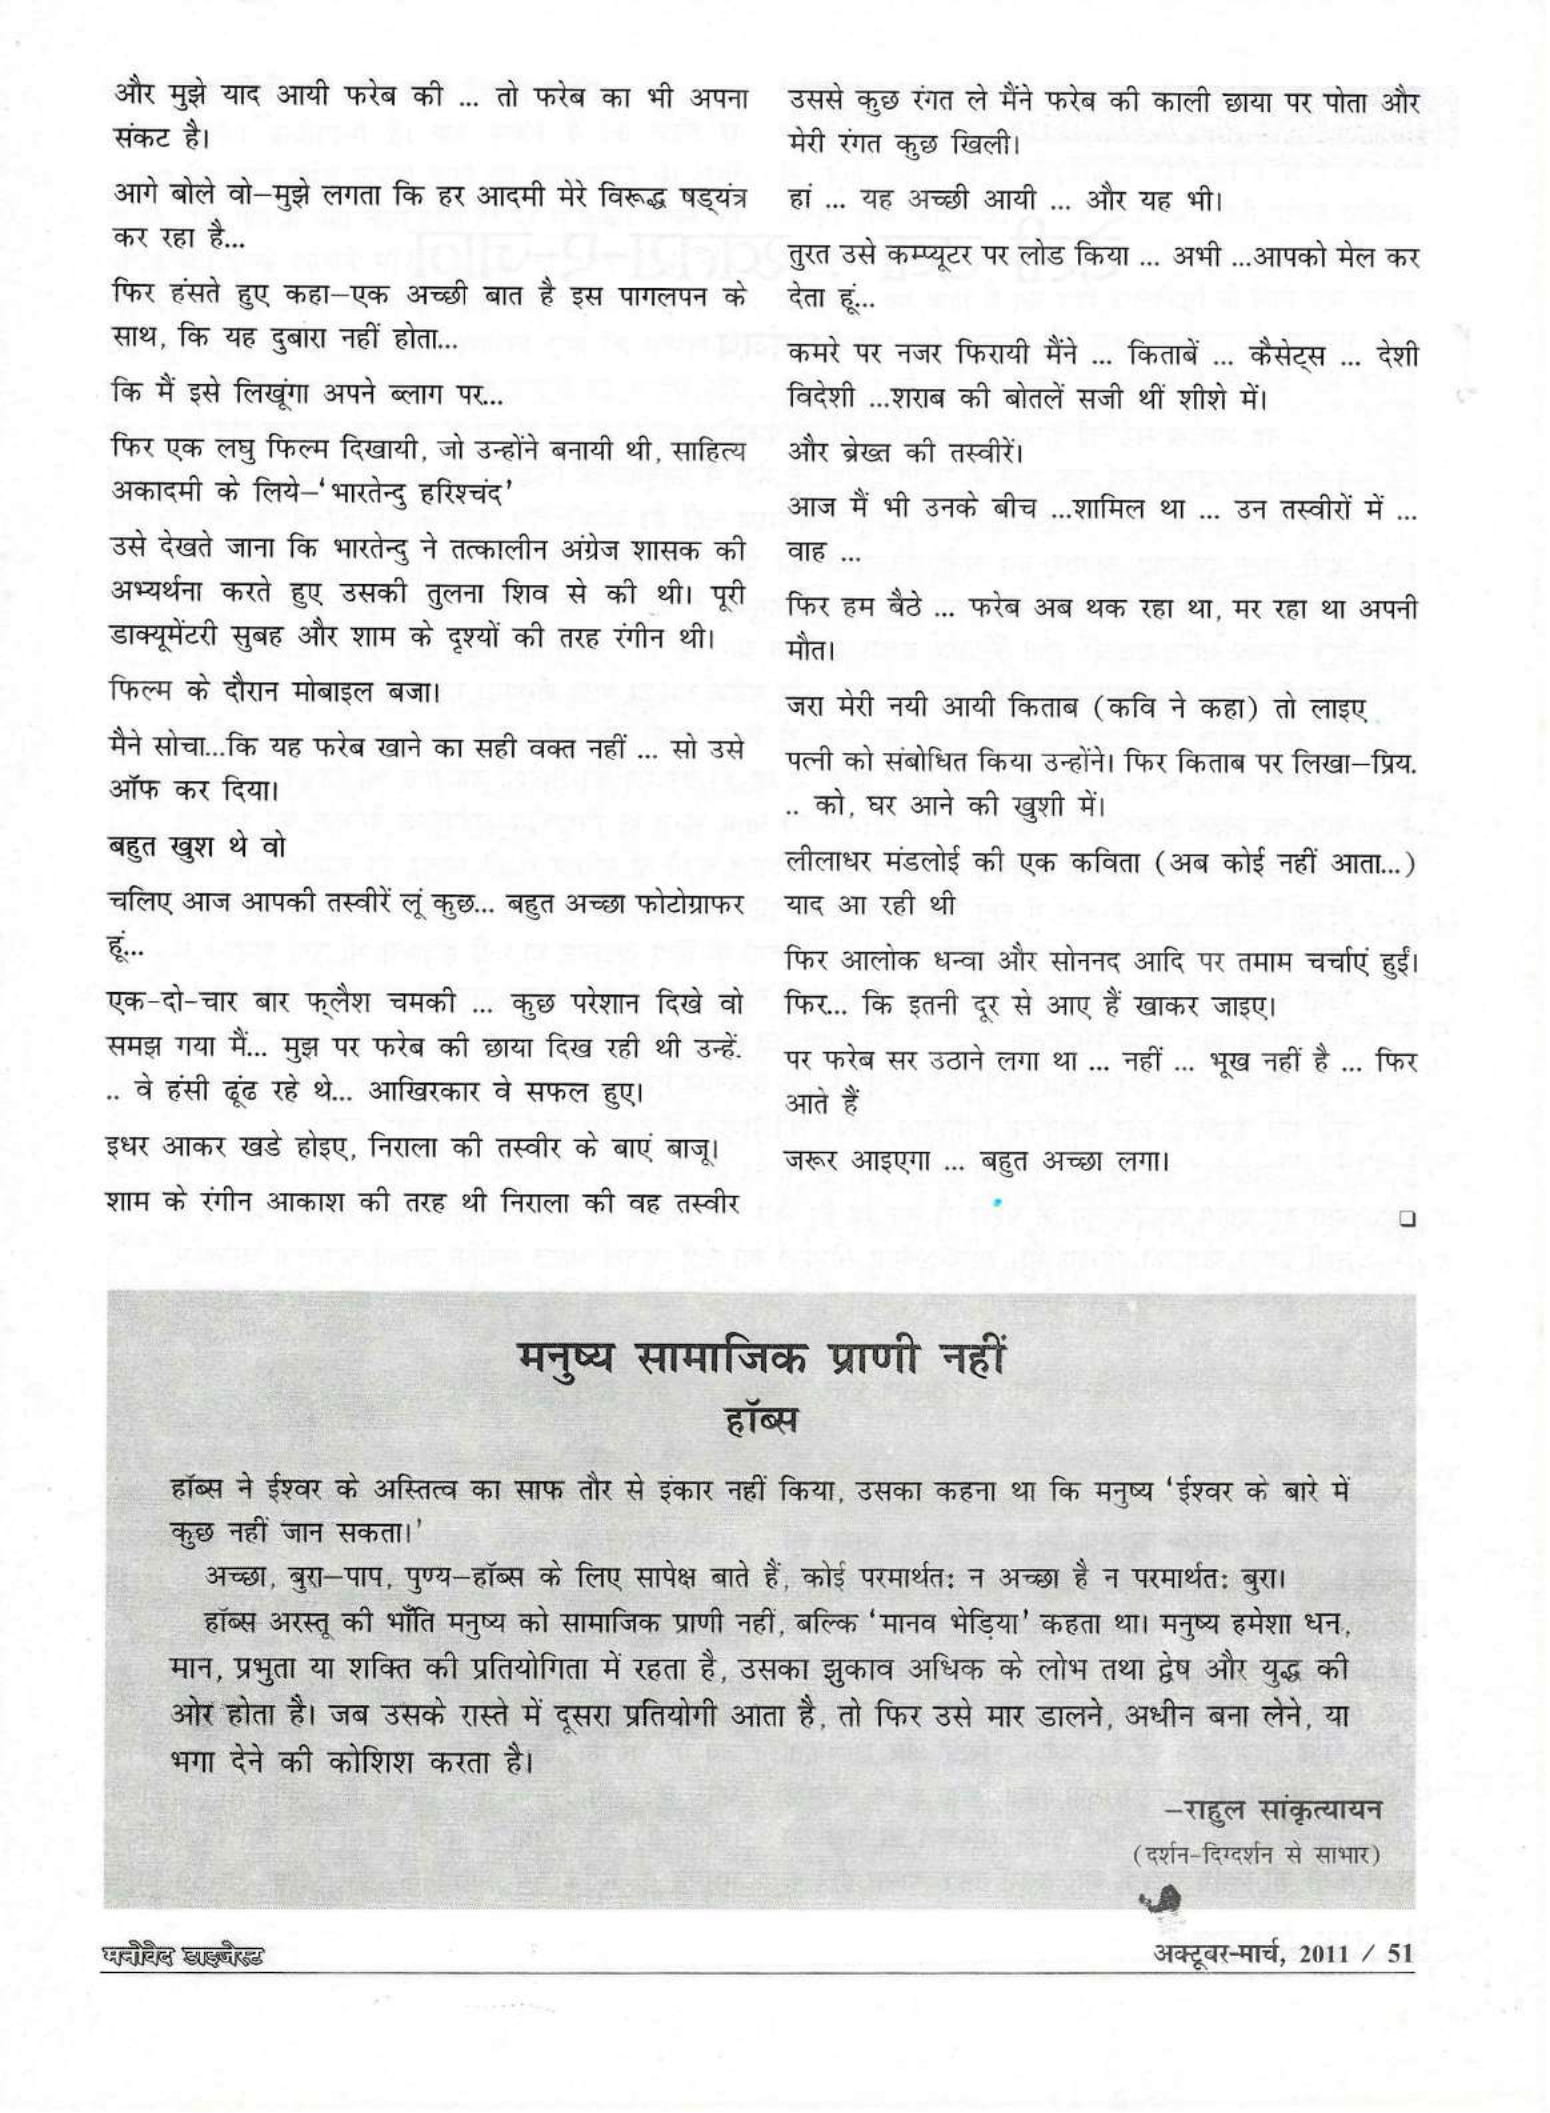 और मुझे याद आयी फरेब की ... तो फरेब का भी अपना
संकट है।
आगे बोले वो–मुझे लगता कि हर आदमी मेरे विरूद्ध षड्यंत्र
कर रहा है...
फिर हंसते हुए कहा–एक अच्छी बात है इस पागलपन के
साथ, कि यह दुबारा नहीं होता...
कि मैं इसे लिखूंगा अपने ब्लाग पर...
फिर एक लघु फिल्म दिखायी, जो उन्होंने बनायी थी, साहित्य
अकादमी के लिये–‘भारतेन्दु हरिश्चंद’
उसे देखते जाना कि भारतेन्दु ने तत्कालीन अंग्रेज शासक की
अभ्यर्थना करते हुए उसकी तुलना शिव से की थी। पूरी
डाक्यूमेंटरी सुबह और शाम के दृश्यों की तरह रंगीन थी।
फिल्म के दौरान मोबाइल बजा।
मैने सोचा...कि यह फरेब खाने का सही वक्त नहीं ... सो उसे
ऑफ कर दिया।
बहुत खुश थे वो
चलिए आज आपकी तस्वीरें लूं कुछ... बहुत अच्छा फोटोग्राफर
हूं...
एक-दो-चार बार फ्लैश चमकी ... कुछ परेशान दिखे वो
समझ गया मैं... मुझ पर फरेब की छाया दिख रही थी उन्हें.
.. वे हंसी ढूंढ रहे थे... आखिरकार वे सफल हुए।
इधर आकर खडे होइए, निराला की तस्वीर के बाएं बाजू।
शाम के रंगीन आकाश की तरह थी निराला की वह तस्वीर
उससे कुछ रंगत ले मैंने फरेब की काली छाया पर पोता और
मेरी रंगत कुछ खिली।
हां ... यह अच्छी आयी ... और यह भी।
तुरत उसे कम्प्यूटर पर लोड किया ... अभी ...आपको मेल कर
देता हूं...
कमरे पर नजर फिरायी मैंने ... किताबें ... कैसेट्स ... देशी
विदेशी ...शराब की बोतलें सजी थीं शीशे में।
और ब्रेख्त की तस्वीरें।
आज मैं भी उनके बीच ...शामिल था ... उन तस्वीरों में ...
वाह ...
फिर हम बैठे ... फरेब अब थक रहा था, मर रहा था अपनी
मौत।
जरा मेरी नयी आयी किताब (कवि ने कहा) तो लाइए
पत्नी को संबोधित किया उन्होंने। फिर किताब पर लिखा–प्रिय.
.. को, घर आने की खुशी में।
लीलाधर मंडलोई की एक कविता (अब कोई नहीं आता...)
याद आ रही थी
फिर आलोक धन्वा और सोननद आदि पर तमाम चर्चाएं हुईं।
फिर... कि इतनी दूर से आए हैं खाकर जाइए।
पर फरेब सर उठाने लगा था ... नहीं ... भूख नहीं है ... फिर
आते हैं
जरूर आइएगा ... बहुत अच्छा लगा।
❑
मनुष्य सामाजिक प्राणी नहीं
हॉब्स
हॉब्स ने ईश्वर के अस्तित्व का साफ तौर से इंकार नहीं किया, उसका कहना था कि मनुष्य ‘ईश्वर के बारे में
कुछ नहीं जान सकता।’
अच्छा, बुरा–पाप, पुण्य–हॉब्स के लिए सापेक्ष बाते हैं, कोई परमार्थतः न अच्छा है न परमार्थतः बुरा।
हॉब्स अरस्तू की भाँति मनुष्य को सामाजिक प्राणी नहीं, बल्कि ‘मानव भेड़िया’ कहता था। मनुष्य हमेशा धन,
मान, प्रभुता या शक्ति की प्रतियोगिता में रहता है, उसका झुकाव अधिक के लोभ तथा द्वेष और युद्ध की
ओर होता है। जब उसके रास्ते में दूसरा प्रतियोगी आता है, तो फिर उसे मार डालने, अधीन बना लेने, या
भगा देने की कोशिश करता है।
–राहुल सांकृत्यायन
(दर्शन-दिग्दर्शन से साभार)
मनोवेद डाइजेस्ट
अक्टूबर-मार्च, 2011 / 51